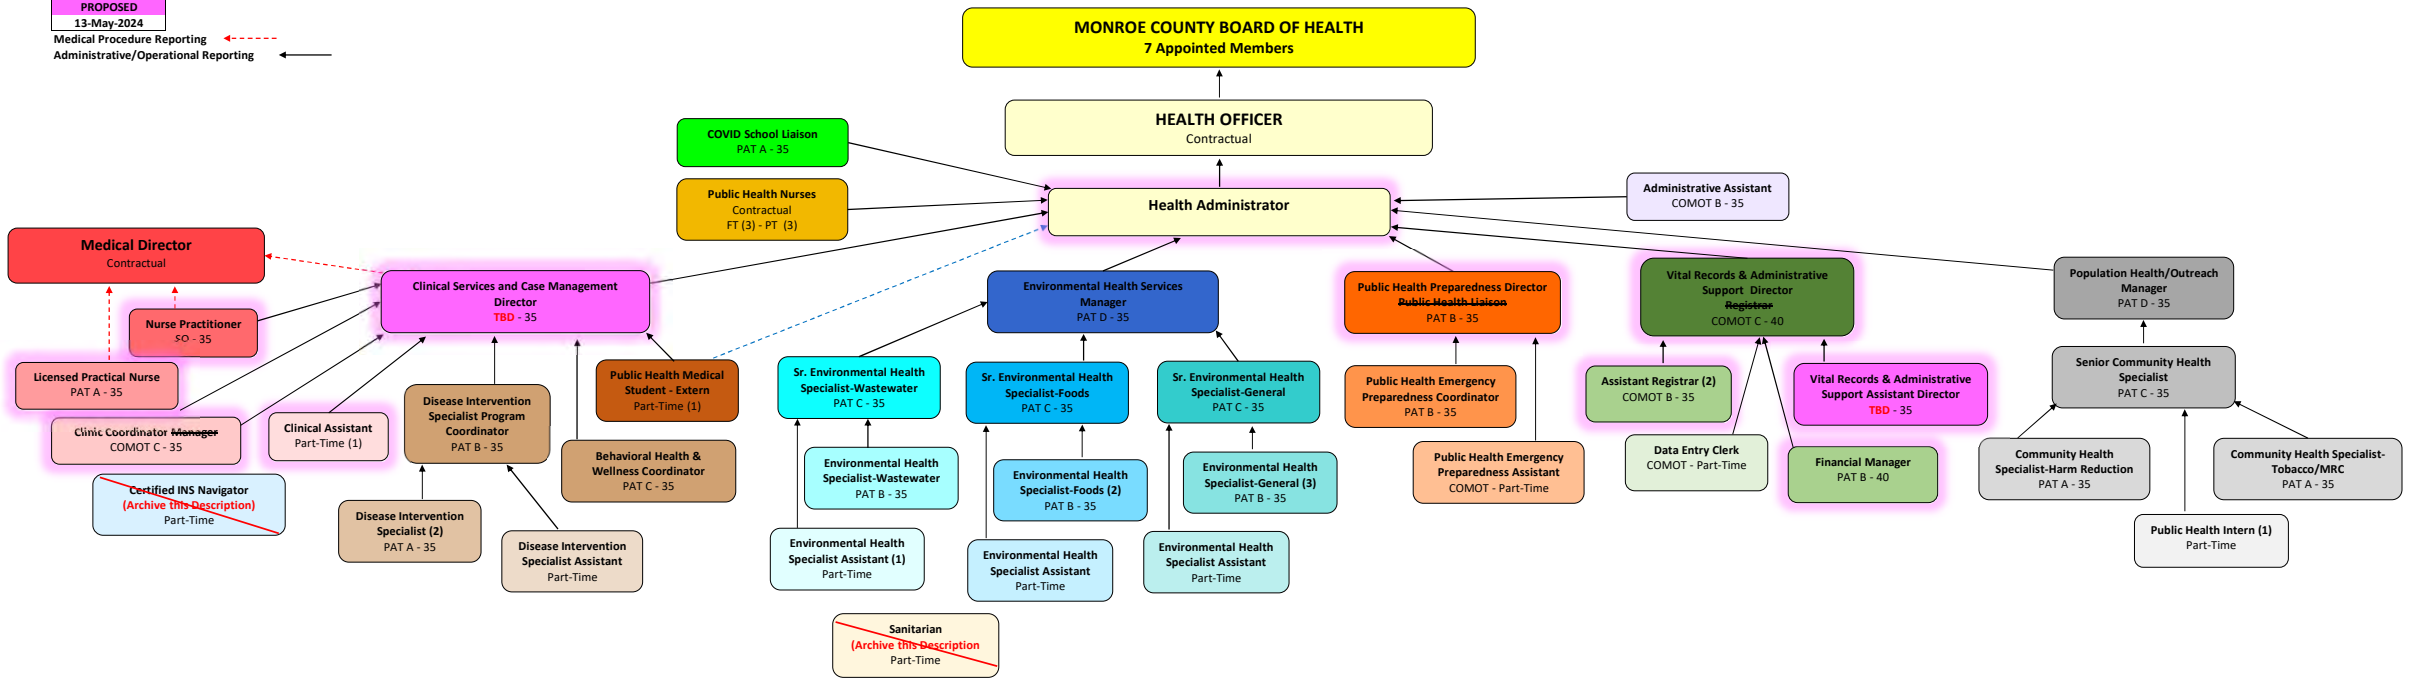 PROPOSED
13-May-2024
Medical Procedure Reporting
Administrative/Operational Reporting
MONROE COUNTY BOARD OF HEALTH
7 Appointed Members
HEALTH OFFICER
Contractual
COVID School Liaison
PAT A - 35
Public Health Nurses
Contractual
FT (3) - PT (3)
Health Administrator
Administrative Assistant
COMOT B - 35
Medical Director
Contractual
Clinical Services and Case Management
Director
TBD - 35
Environmental Health Services
Manager
PAT D - 35
Public Health Preparedness Director
Public Health Liaison
PAT B - 35
Vital Records & Administrative
Support Director
Registrar
COMOT C - 40
Population Health/Outreach
Manager
PAT D - 35
Nurse Practitioner
SO - 35
Licensed Practical Nurse
PAT A - 35
Clinic Coordinator Manager
COMOT C - 35
Clinical Assistant
Part-Time (1)
Certified INS Navigator
(Archive this Description)
Part-Time
Disease Intervention
Specialist Program
Coordinator
PAT B - 35
Disease Intervention
Specialist (2)
PAT A - 35
Disease Intervention
Specialist Assistant
Part-Time
Behavioral Health &
Wellness Coordinator
PAT C - 35
Public Health Medical
Student - Extern
Part-Time (1)
Sr. Environmental Health
Specialist-Wastewater
PAT C - 35
Environmental Health
Specialist-Wastewater
PAT B - 35
Environmental Health
Specialist Assistant (1)
Part-Time
Sr. Environmental Health
Specialist-Foods
PAT C - 35
Environmental Health
Specialist-Foods (2)
PAT B - 35
Environmental Health
Specialist Assistant
Part-Time
Sr. Environmental Health
Specialist-General
PAT C - 35
Environmental Health
Specialist-General (3)
PAT B - 35
Environmental Health
Specialist Assistant
Part-Time
Sanitarian
(Archive this Description
Part-Time
Public Health Emergency
Preparedness Coordinator
PAT B - 35
Public Health Emergency
Preparedness Assistant
COMOT - Part-Time
Assistant Registrar (2)
COMOT B - 35
Data Entry Clerk
COMOT - Part-Time
Vital Records & Administrative
Support Assistant Director
TBD - 35
Financial Manager
PAT B - 40
Senior Community Health
Specialist
PAT C - 35
Community Health
Specialist-Harm Reduction
PAT A - 35
Community Health Specialist-
Tobacco/MRC
PAT A - 35
Public Health Intern (1)
Part-Time